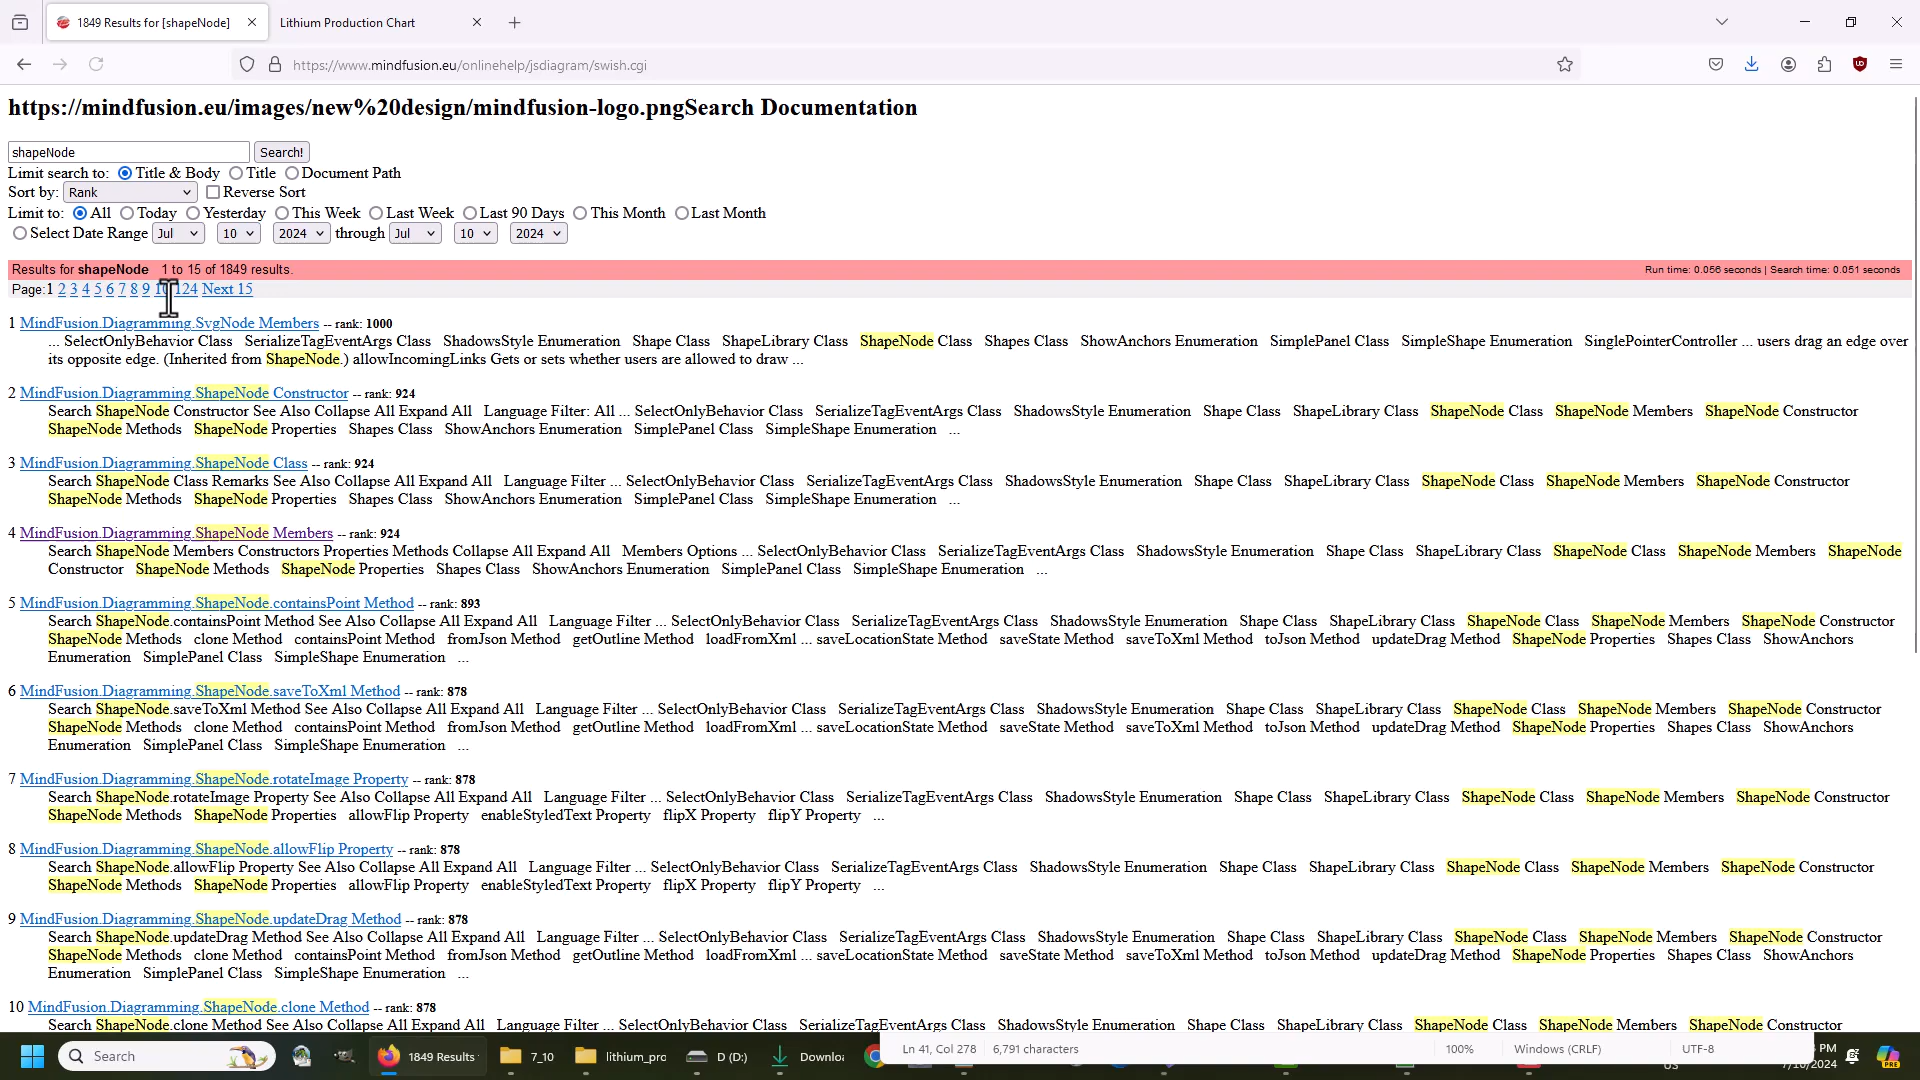 1849 Results for [shapeNode]
Lithium Production Chart
https://www.mindfusion.eu/onlinehelp/jsdiagram/swish.cgi
https://mindfusion.eu/images/new%20design/mindfusion-logo.pngSearch Documentation
shapeNode Search!
Limit search to: Title & Body Title Document Path
Sort by: Rank Reverse Sort
Limit to: All Today Yesterday This Week Last Week Last 90 Days This Month Last Month
Select Date Range Jul 10 2024 through Jul 10 2024
Results for shapeNode 1 to 15 of 1849 results. Run time: 0.056 seconds | Search time: 0.051 seconds
Page:1 2 3 4 5 6 7 8 9 10 124 Next 15
1 MindFusion.Diagramming.SvgNode Members -- rank: 1000
... SelectOnlyBehavior Class SerializeTagEventArgs Class ShadowsStyle Enumeration Shape Class ShapeLibrary Class ShapeNode Class Shapes Class ShowAnchors Enumeration SimplePanel Class SimpleShape Enumeration SinglePointerController ... users drag an edge over
its opposite edge. (Inherited from ShapeNode.) allowIncomingLinks Gets or sets whether users are allowed to draw ...
2 MindFusion.Diagramming.ShapeNode Constructor -- rank: 924
Search ShapeNode Constructor See Also Collapse All Expand All Language Filter: All ... SelectOnlyBehavior Class SerializeTagEventArgs Class ShadowsStyle Enumeration Shape Class ShapeLibrary Class ShapeNode Class ShapeNode Members ShapeNode Constructor
ShapeNode Methods ShapeNode Properties Shapes Class ShowAnchors Enumeration SimplePanel Class SimpleShape Enumeration ...
3 MindFusion.Diagramming.ShapeNode Class -- rank: 924
Search ShapeNode Class Remarks See Also Collapse All Expand All Language Filter ... SelectOnlyBehavior Class SerializeTagEventArgs Class ShadowsStyle Enumeration Shape Class ShapeLibrary Class ShapeNode Class ShapeNode Members ShapeNode Constructor
ShapeNode Methods ShapeNode Properties Shapes Class ShowAnchors Enumeration SimplePanel Class SimpleShape Enumeration ...
4 MindFusion.Diagramming.ShapeNode Members -- rank: 924
Search ShapeNode Members Constructors Properties Methods Collapse All Expand All Members Options ... SelectOnlyBehavior Class SerializeTagEventArgs Class ShadowsStyle Enumeration Shape Class ShapeLibrary Class ShapeNode Class ShapeNode Members ShapeNode
Constructor ShapeNode Methods ShapeNode Properties Shapes Class ShowAnchors Enumeration SimplePanel Class SimpleShape Enumeration ...
5 MindFusion.Diagramming.ShapeNode.containsPoint Method -- rank: 893
Search ShapeNode.containsPoint Method See Also Collapse All Expand All Language Filter ... SelectOnlyBehavior Class SerializeTagEventArgs Class ShadowsStyle Enumeration Shape Class ShapeLibrary Class ShapeNode Class ShapeNode Members ShapeNode Constructor
ShapeNode Methods clone Method containsPoint Method fromJson Method getOutline Method loadFromXml ... saveLocationState Method saveState Method saveToXml Method toJson Method updateDrag Method ShapeNode Properties Shapes Class ShowAnchors
Enumeration SimplePanel Class SimpleShape Enumeration ...
6 MindFusion.Diagramming.ShapeNode.saveToXml Method -- rank: 878
Search ShapeNode.saveToXml Method See Also Collapse All Expand All Language Filter ... SelectOnlyBehavior Class SerializeTagEventArgs Class ShadowsStyle Enumeration Shape Class ShapeLibrary Class ShapeNode Class ShapeNode Members ShapeNode Constructor
ShapeNode Methods clone Method containsPoint Method fromJson Method getOutline Method loadFromXml ... saveLocationState Method saveState Method saveToXml Method toJson Method updateDrag Method ShapeNode Properties Shapes Class ShowAnchors
Enumeration SimplePanel Class SimpleShape Enumeration ...
7 MindFusion.Diagramming.ShapeNode.rotateImage Property -- rank: 878
Search ShapeNode.rotateImage Property See Also Collapse All Expand All Language Filter ... SelectOnlyBehavior Class SerializeTagEventArgs Class ShadowsStyle Enumeration Shape Class ShapeLibrary Class ShapeNode Class ShapeNode Members ShapeNode Constructor
ShapeNode Methods ShapeNode Properties allowFlip Property enableStyledText Property flipX Property flipY Property ...
8 MindFusion.Diagramming.ShapeNode.allowFlip Property -- rank: 878
Search ShapeNode.allowFlip Property See Also Collapse All Expand All Language Filter ... SelectOnlyBehavior Class SerializeTagEventArgs Class ShadowsStyle Enumeration Shape Class ShapeLibrary Class ShapeNode Class ShapeNode Members ShapeNode Constructor
ShapeNode Methods ShapeNode Properties allowFlip Property enableStyledText Property flipX Property flipY Property ...
9 MindFusion.Diagramming.ShapeNode.updateDrag Method -- rank: 878
Search ShapeNode.updateDrag Method See Also Collapse All Expand All Language Filter ... SelectOnlyBehavior Class SerializeTagEventArgs Class ShadowsStyle Enumeration Shape Class ShapeLibrary Class ShapeNode Class ShapeNode Members ShapeNode Constructor
ShapeNode Methods clone Method containsPoint Method fromJson Method getOutline Method loadFromXml ... saveLocationState Method saveState Method saveToXml Method toJson Method updateDrag Method ShapeNode Properties Shapes Class ShowAnchors
Enumeration SimplePanel Class SimpleShape Enumeration ...
10 MindFusion.Diagramming.ShapeNode.clone Method -- rank: 878
Search ShapeNode.clone Method See Also Collapse All Expand All Language Filter ... SelectOnlyBehavior Class SerializeTagEventArgs Class ShadowsStyle Enumeration Shape Class ShapeLibrary Class ShapeNode Class ShapeNode Members ShapeNode Constructor
Search 1849 Results 7_10 lithium_pro D (D:) Downloa Ln 41, Col 278 6,791 characters 100% Windows (CRLF) UTF-8 PM
7/10/2024